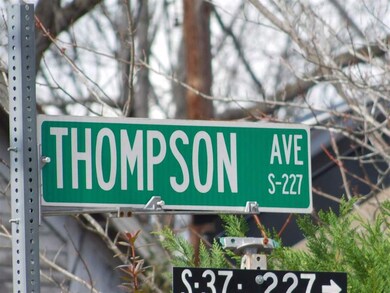 THOMPSON AVE
S-227
S-37- 227 →